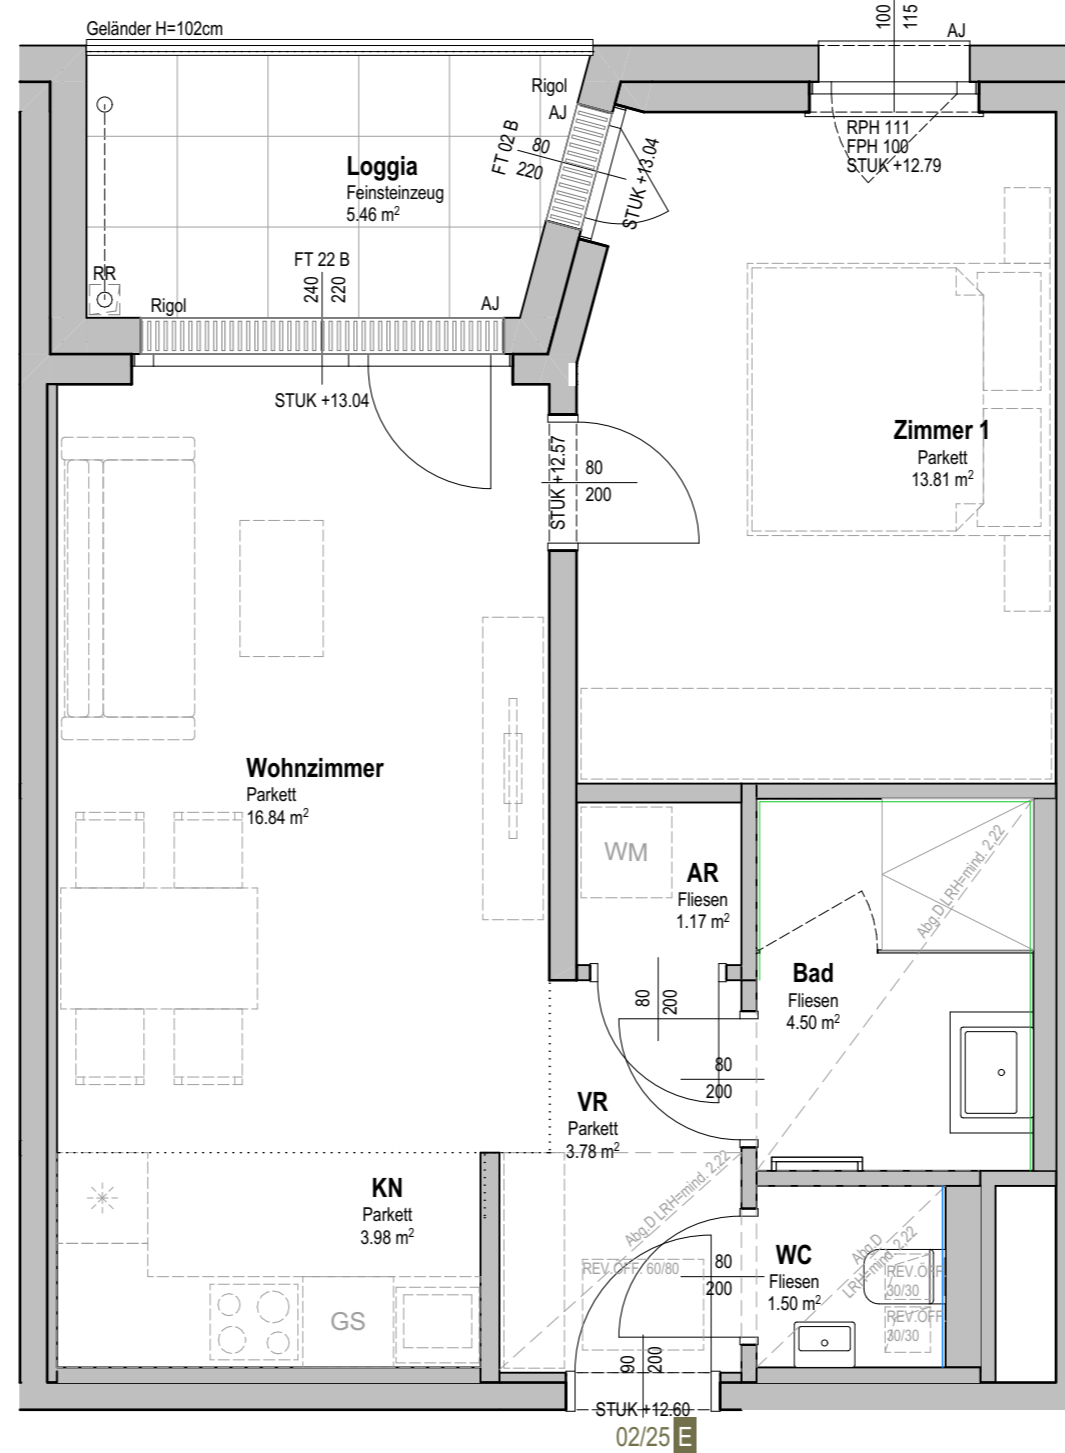 Geländer H=102cm
100
115
AJ
Rigol
AJ
FT 02 B
80
220
STUK +13.04
RPH 111
FPH 100
STUK +12.79
Loggia
Feinsteinzeug
5.46 m²
RR
FT 22 B
240
220
Rigol
AJ
STUK +13.04
STUK +12.57
80
200
Zimmer 1
Parkett
13.81 m²
Wohnzimmer
Parkett
16.84 m²
WM
AR
Fliesen
1.17 m²
Abg.D LRH=mind. 2,22
Bad
Fliesen
4.50 m²
80
200
80
200
VR
Parkett
3.78 m²
Abg.D LRH=mind. 2,22
KN
Parkett
3.98 m²
GS
REV.ÖFF. 60/80
80
200
WC
Fliesen
1.50 m²
Abg.D
LRH=mind. 2,22
REV.ÖFF.
30/30
REV.ÖFF.
30/30
90
200
STUK +12.60
02/25 E